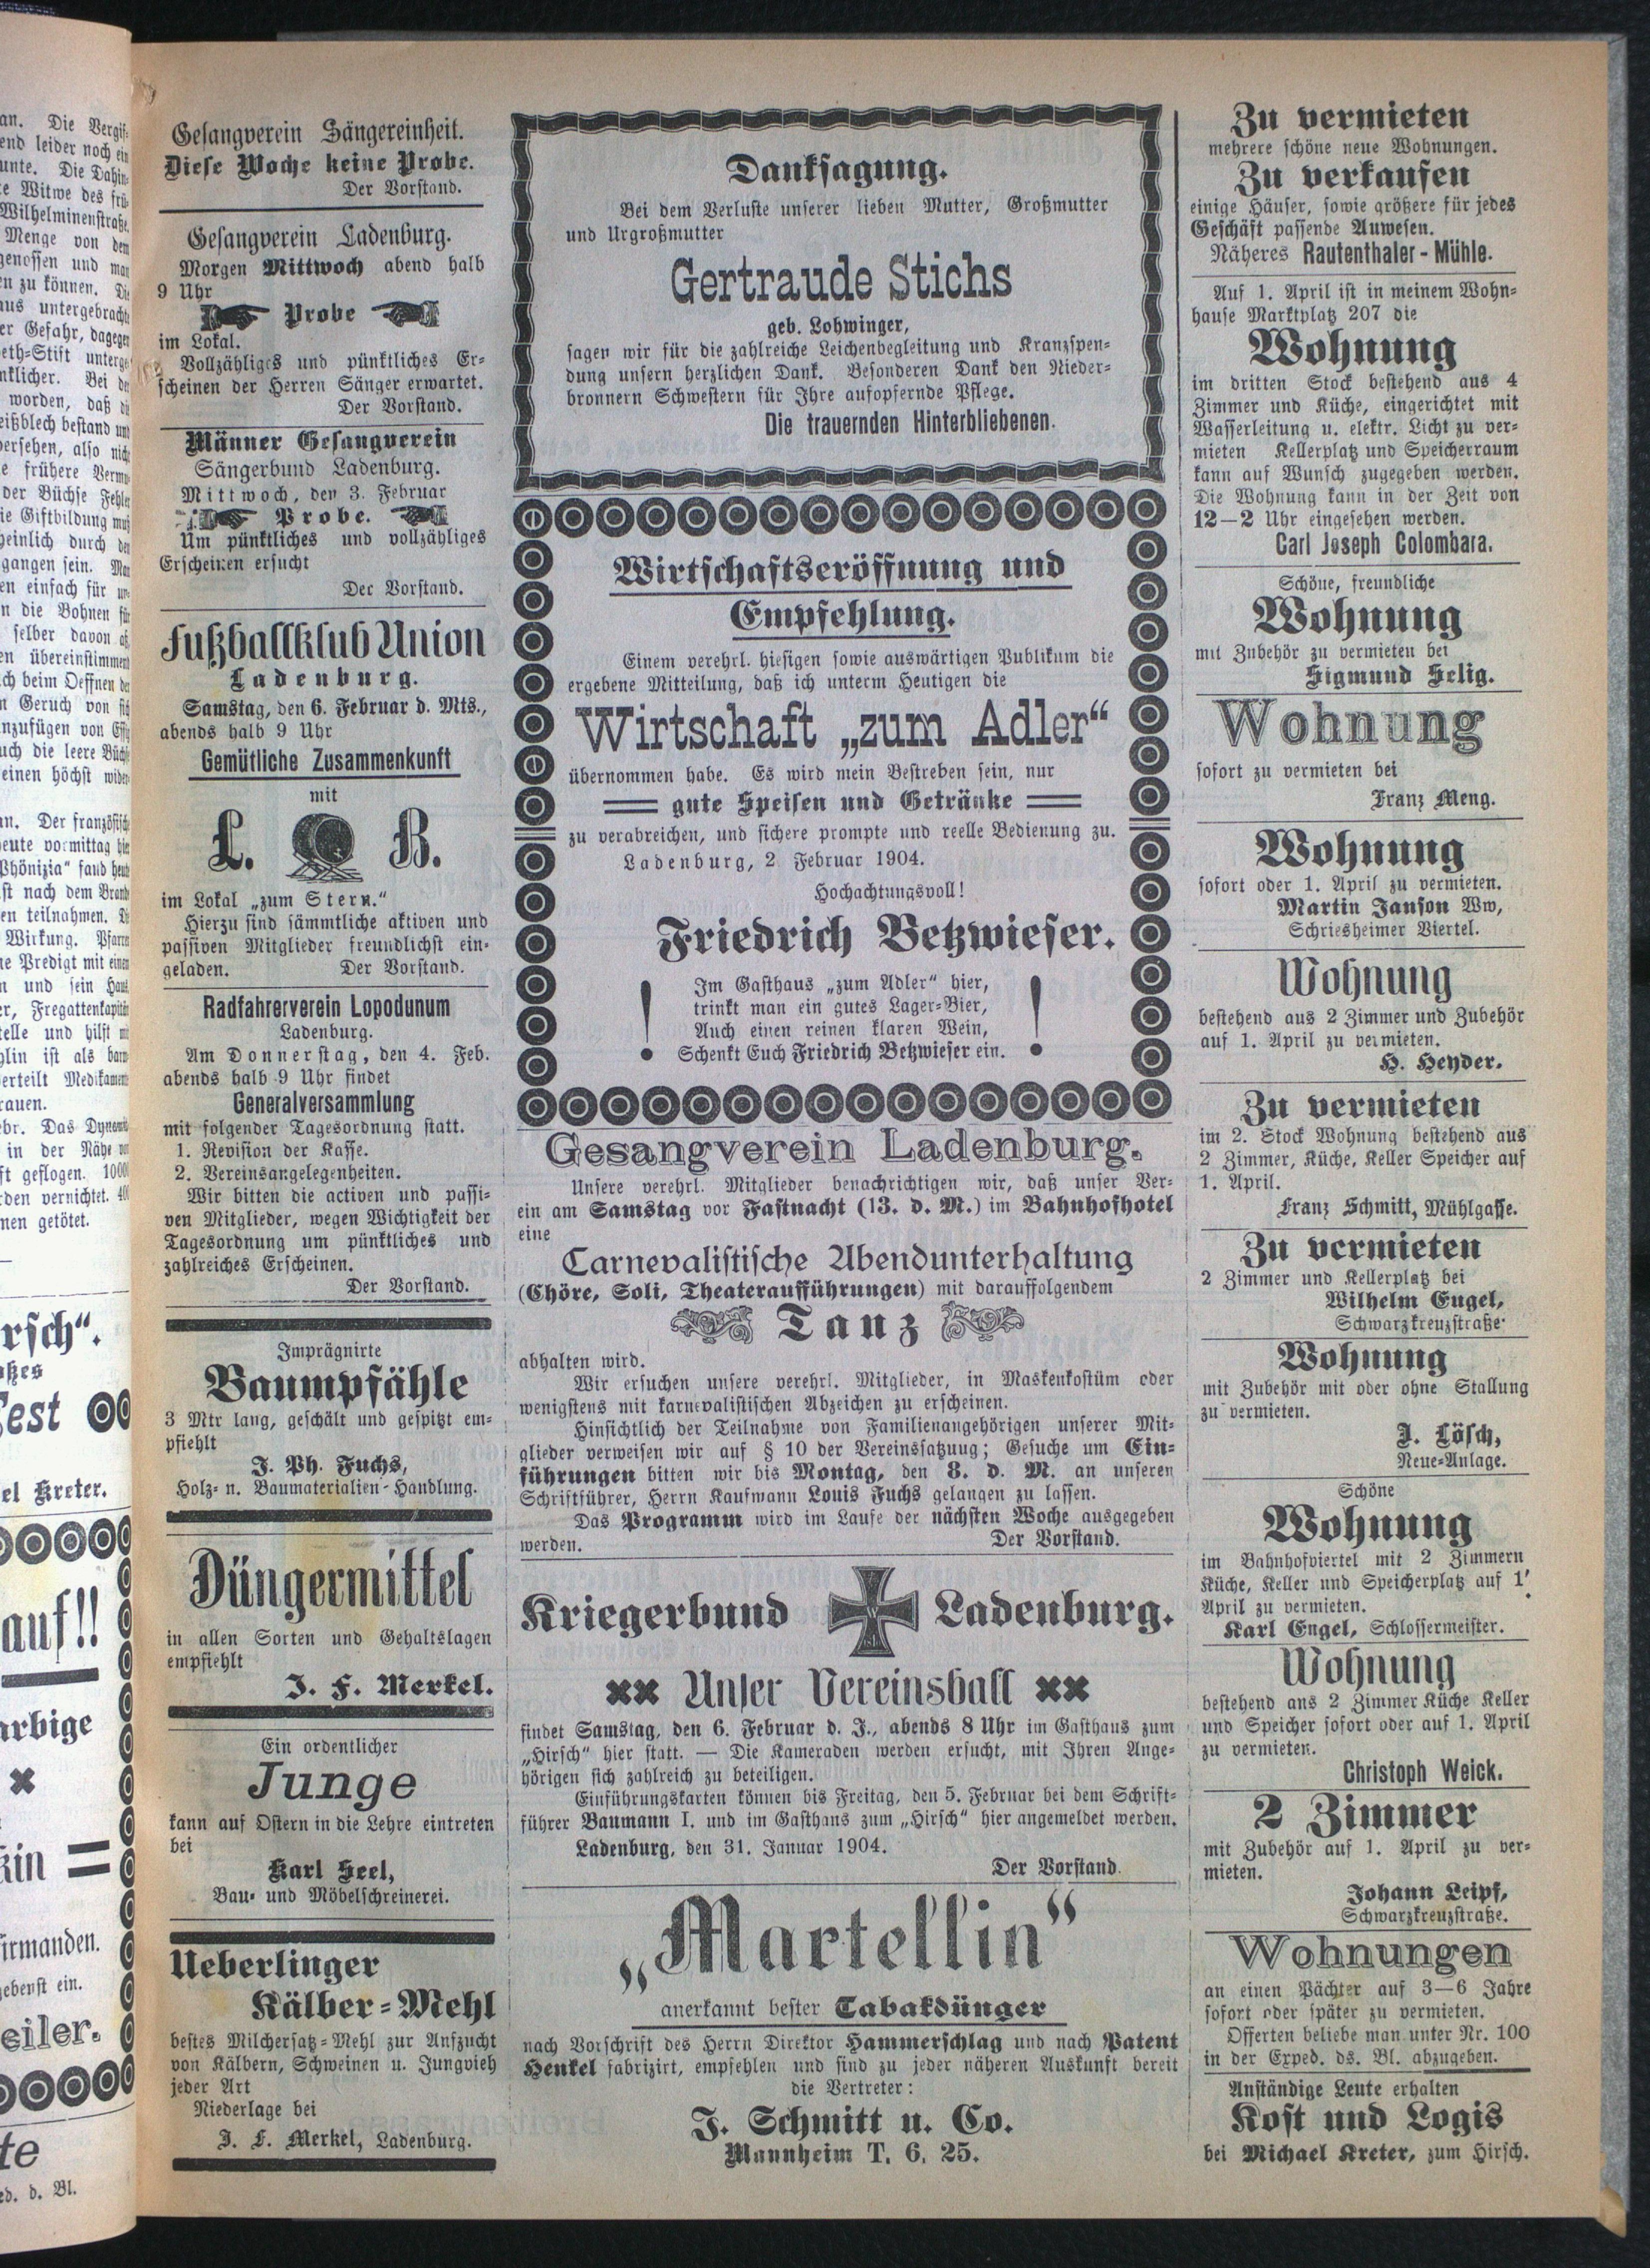 Gesangverein Sängereinheit.
Diese Woche keine Probe.
Der Vorstand.
Gesangverein Ladenburg.
Morgen Mittwoch abend halb
9 Uhr
Probe
im Lokal.
Vollzähliges und pünktliches Er-
scheinen der Herren Sänger erwartet.
Der Vorstand.
Männer Gesangverein
Sängerbund Ladenburg.
Mittwoch, den 3. Februar
Probe.
Um pünktliches und vollzähliges
Erscheinen ersucht
Der Vorstand.
Fußballklub Union
Ladenburg.
Samstag, den 6. Februar d. Mts.,
abends halb 9 Uhr
Gemütliche Zusammenkunft
mit
L. B.
im Lokal „zum Stern."
Hierzu sind sämmtliche aktiven und
passiven Mitglieder freundlichst ein-
geladen. Der Vorstand.
Radfahrerverein Lopodunum
Ladenburg.
Am Donnerstag, den 4. Feb.
abends halb 9 Uhr findet
Generalversammlung
mit folgender Tagesordnung statt.
1. Revision der Kasse.
2. Vereinsangelegenheiten.
Wir bitten die activen und passi-
ven Mitglieder, wegen Wichtigkeit der
Tagesordnung um pünktliches und
zahlreiches Erscheinen.
Der Vorstand.
Imprägnirte
Baumpfähle
3 Mtr lang, geschält und gespitzt em-
pfiehlt
J. Ph. Fuchs,
Holz- n. Baumaterialien-Handlung.
Düngermittel
in allen Sorten und Gehaltslagen
empfiehlt
J. F. Merkel.
Ein ordentlicher
Junge
kann auf Ostern in die Lehre eintreten
bei
Karl Heel,
Bau- und Möbelschreinerei.
Ueberlinger
Kälber-Mehl
bestes Milchersatz-Mehl zur Aufzucht
von Kälbern, Schweinen u. Jungvieh
jeder Art
Niederlage bei
J. F. Merkel, Ladenburg.
Danksagung.
Bei dem Verluste unserer lieben Mutter, Großmutter
und Urgroßmutter
Gertraude Stichs
geb. Lohwinger,
sagen wir für die zahlreiche Leichenbegleitung und Kranzspen-
dung unsern herzlichen Dank. Besonderen Dank den Nieder-
bronnern Schwestern für Ihre aufopfernde Pflege.
Die trauernden Hinterbliebenen.
Wirtschaftseröffnung und
Empfehlung.
Einem verehrl. hiesigen sowie auswärtigen Publikum die
ergebene Mitteilung, daß ich unterm Heutigen die
Wirtschaft „zum Adler"
übernommen habe. Es wird mein Bestreben sein, nur
gute Speisen und Getränke
zu verabreichen, und sichere prompte und reelle Bedienung zu.
Ladenburg, 2. Februar 1904.
Hochachtungsvoll!
Friedrich Betzwieser.
Im Gasthaus „zum Adler" hier,
trinkt man ein gutes Lager-Bier,
! Auch einen reinen klaren Wein, !
Schenkt Euch Friedrich Betzwieser ein.
Gesangverein Ladenburg.
Unsere verehrl. Mitglieder benachrichtigen wir, daß unser Ver-
ein am Samstag vor Fastnacht (13. d. M.) im Bahnhofhotel
eine
Carnevalistische Abendunterhaltung
(Chöre, Soli, Theateraufführungen) mit darauffolgendem
Tanz
abhalten wird.
Wir ersuchen unsere verehrl. Mitglieder, in Maskenkostüm oder
wenigstens mit karnevalistischen Abzeichen zu erscheinen.
Hinsichtlich der Teilnahme von Familienangehörigen unserer Mit-
glieder verweisen wir auf § 10 der Vereinssatzung; Gesuche um Ein-
führungen bitten wir bis Montag, den 8. d. M. an unseren
Schriftführer, Herrn Kaufmann Louis Fuchs gelangen zu lassen.
Das Programm wird im Laufe der nächsten Woche ausgegeben
werden. Der Vorstand.
Kriegerbund Ladenburg.
Unser Vereinsball
findet Samstag, den 6. Februar d. J., abends 8 Uhr im Gasthaus zum
„Hirsch" hier statt. — Die Kameraden werden ersucht, mit Ihren Ange-
hörigen sich zahlreich zu beteiligen.
Einführungskarten können bis Freitag, den 5. Februar bei dem Schrift-
führer Baumann I. und im Gasthaus zum „Hirsch" hier angemeldet werden.
Ladenburg, den 31. Januar 1904.
Der Vorstand.
„Martellin"
anerkannt bester Tabakdünger
nach Vorschrift des Herrn Direktor Hammerschlag und nach Patent
Henkel fabrizirt, empfehlen und sind zu jeder näheren Auskunft bereit
die Vertreter:
J. Schmitt u. Co.
Mannheim T. 6, 25.
Zu vermieten
mehrere schöne neue Wohnungen.
Zu verkaufen
einige Häuser, sowie größere für jedes
Geschäft passende Anwesen.
Näheres Rautenthaler-Mühle.
Auf 1. April ist in meinem Wohn-
hause Marktplatz 207 die
Wohnung
im dritten Stock bestehend aus 4
Zimmer und Küche, eingerichtet mit
Wasserleitung u. elektr. Licht zu ver-
mieten Kellerplatz und Speicherraum
kann auf Wunsch zugegeben werden.
Die Wohnung kann in der Zeit von
12—2 Uhr eingesehen werden.
Carl Joseph Colombara.
Schöne, freundliche
Wohnung
mit Zubehör zu vermieten bei
Sigmund Helig.
Wohnung
sofort zu vermieten bei
Franz Meng.
Wohnung
sofort oder 1. April zu vermieten.
Martin Janson Ww,
Schriesheimer Viertel.
Wohnung
bestehend aus 2 Zimmer und Zubehör
auf 1. April zu vermieten.
H. Heyder.
Zu vermieten
im 2. Stock Wohnung bestehend aus
2 Zimmer, Küche, Keller Speicher auf
1. April.
Franz Schmitt, Mühlgasse.
Zu vermieten
2 Zimmer und Kellerplatz bei
Wilhelm Engel,
Schwarzkreuzstraße
Wohnung
mit Zubehör mit oder ohne Stallung
zu vermieten.
J. Lösch,
Neue-Anlage.
Schöne
Wohnung
im Bahnhofviertel mit 2 Zimmern
Küche, Keller und Speicherplatz auf 1.
April zu vermieten.
Karl Engel, Schlossermeister.
Wohnung
bestehend ans 2 Zimmer Küche Keller
und Speicher sofort oder auf 1. April
zu vermieten.
Christoph Weick.
2 Zimmer
mit Zubehör auf 1. April zu ver-
mieten.
Johann Leipf,
Schwarzkreuzstraße.
Wohnungen
an einen Pächter auf 3—6 Jahre
sofort oder später zu vermieten.
Offerten beliebe man unter Nr. 100
in der Exped. ds. Bl. abzugeben.
Anständige Leute erhalten
Kost und Logis
bei Michael Kreter, zum Hirsch.